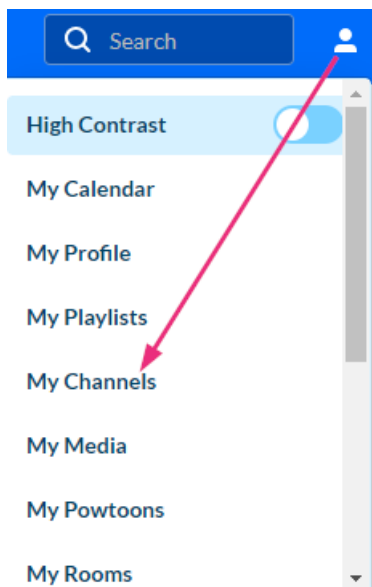 Search
High Contrast
My Calendar
My Profile
My Playlists
My Channels
My Media
My Powtoons
My Rooms